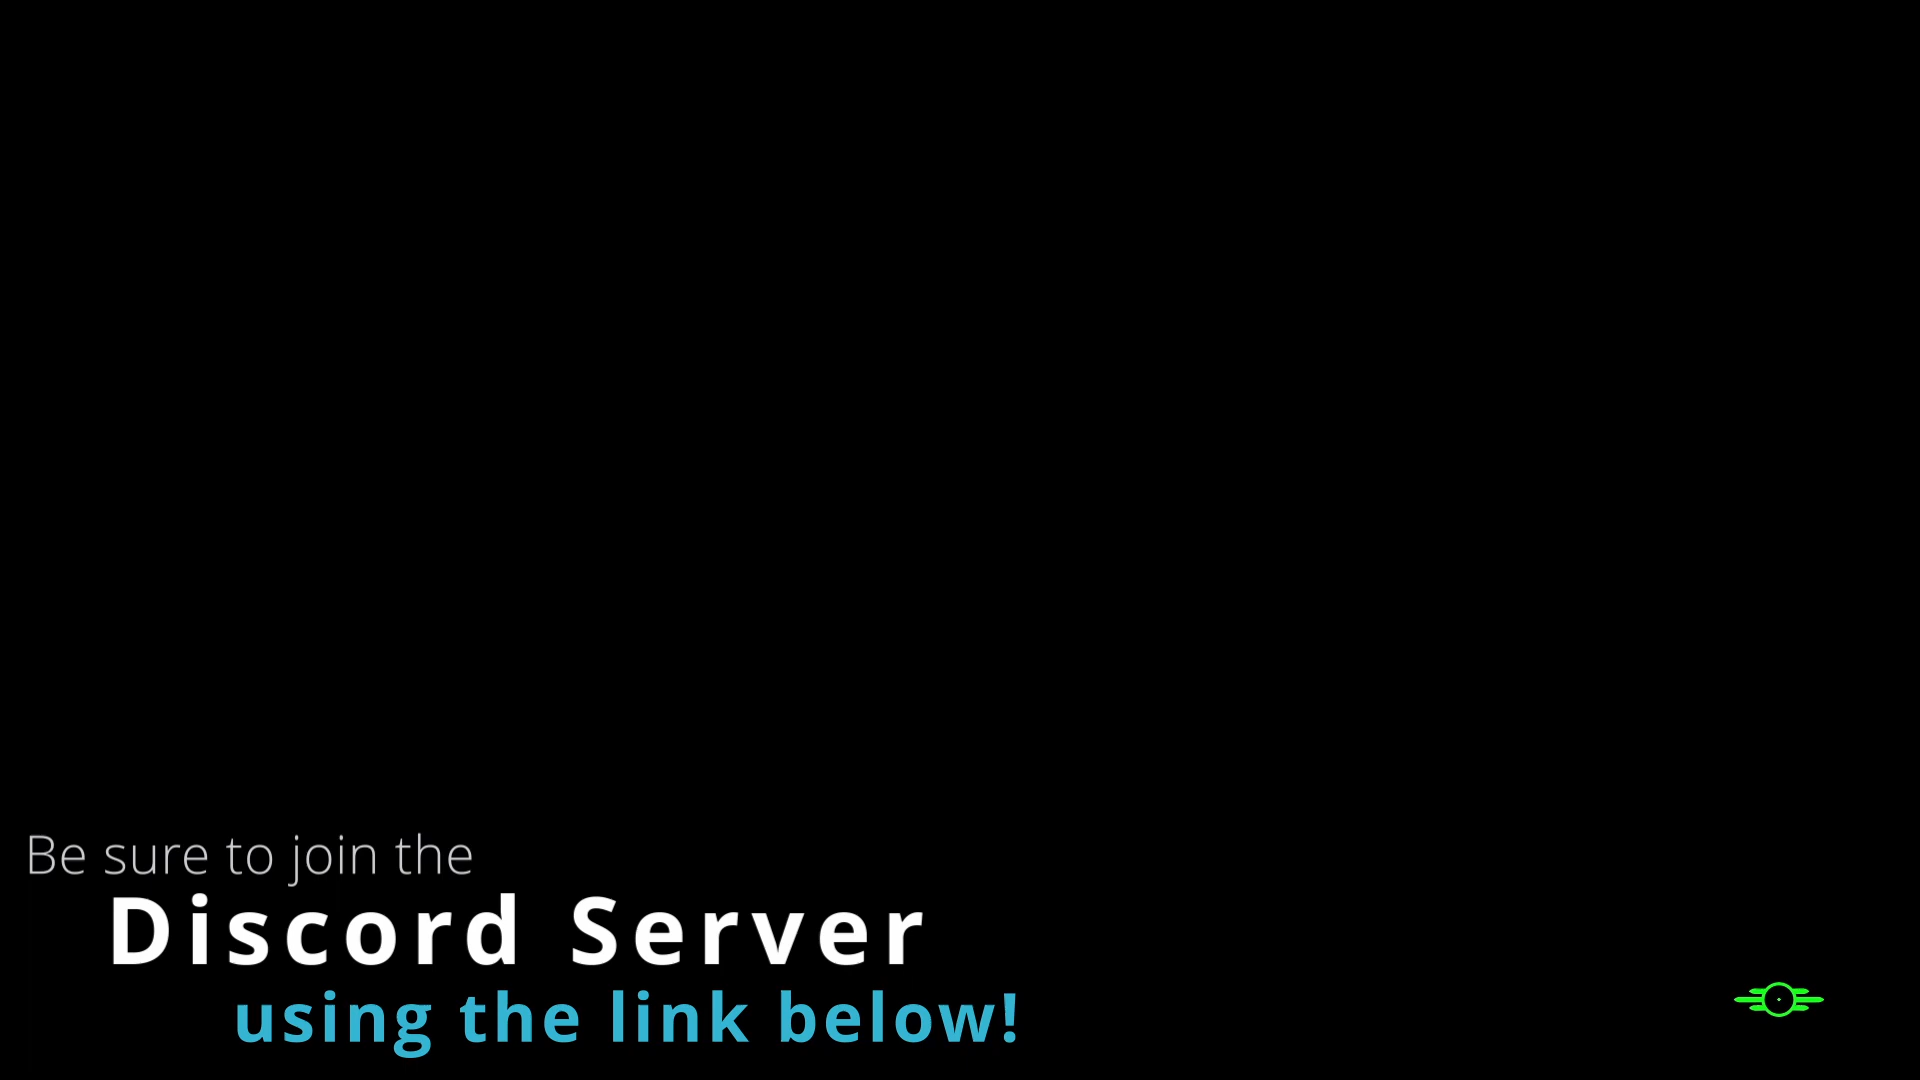 Be sure to join the
Discord Server
using the link below!